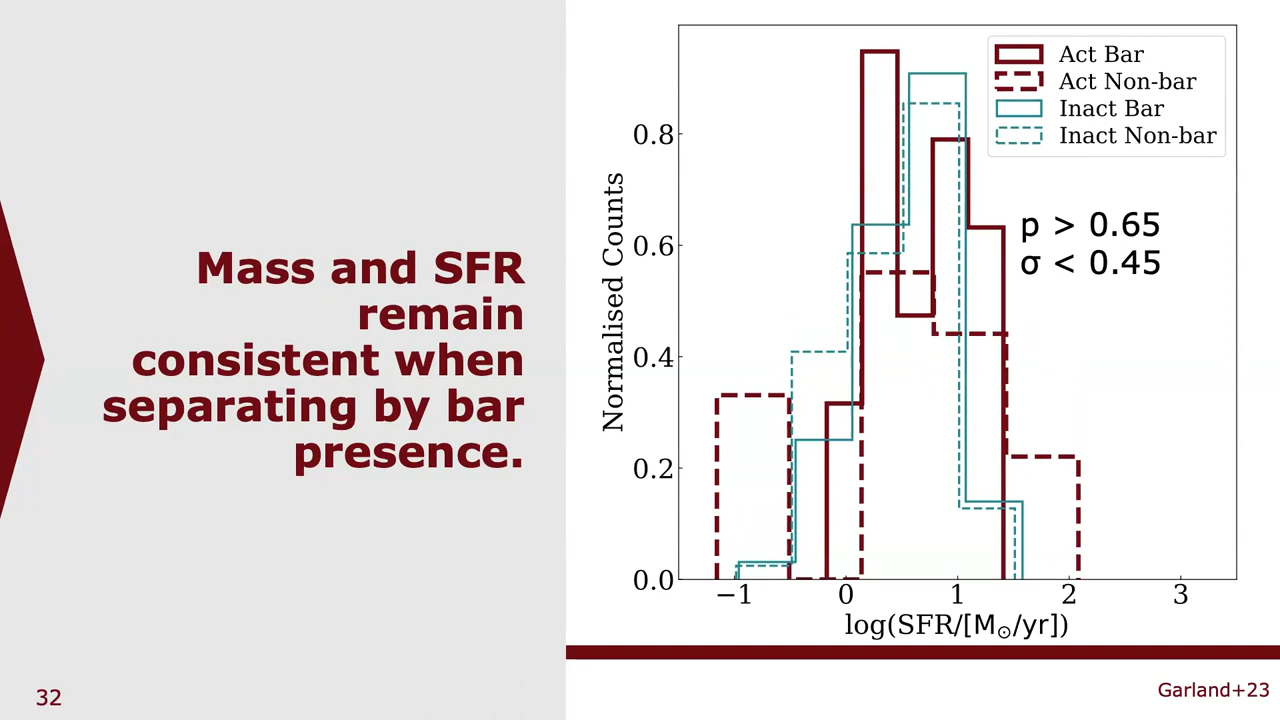 Mass and SFR
remain
consistent when
separating by bar
presence.
Act Bar
Act Non-bar
Inact Bar
Inact Non-bar
p > 0.65
σ < 0.45
Normalised Counts
0.8
0.6
0.4
0.2
0.0
−1 0 1 2 3
log(SFR/[M☉/yr])
32
Garland+23